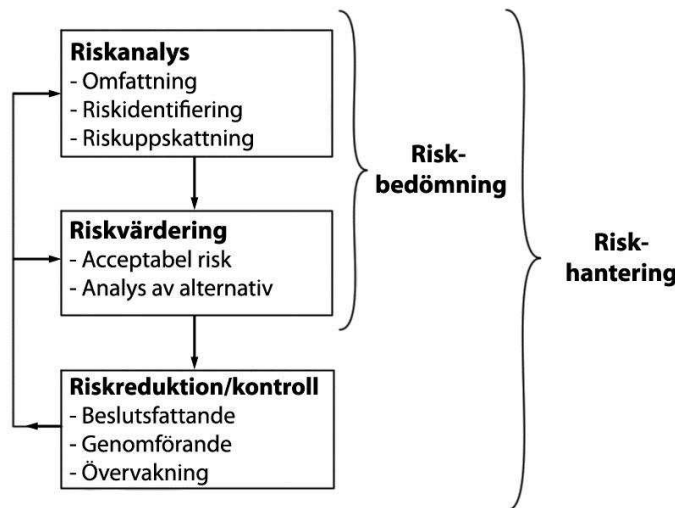 Riskanalys
- Omfattning
- Riskidentifiering
- Riskuppskattning
Risk-
bedömning
Riskvärdering
- Acceptabel risk
- Analys av alternativ
Risk-
hantering
Riskreduktion/kontroll
- Beslutsfattande
- Genomförande
- Övervakning